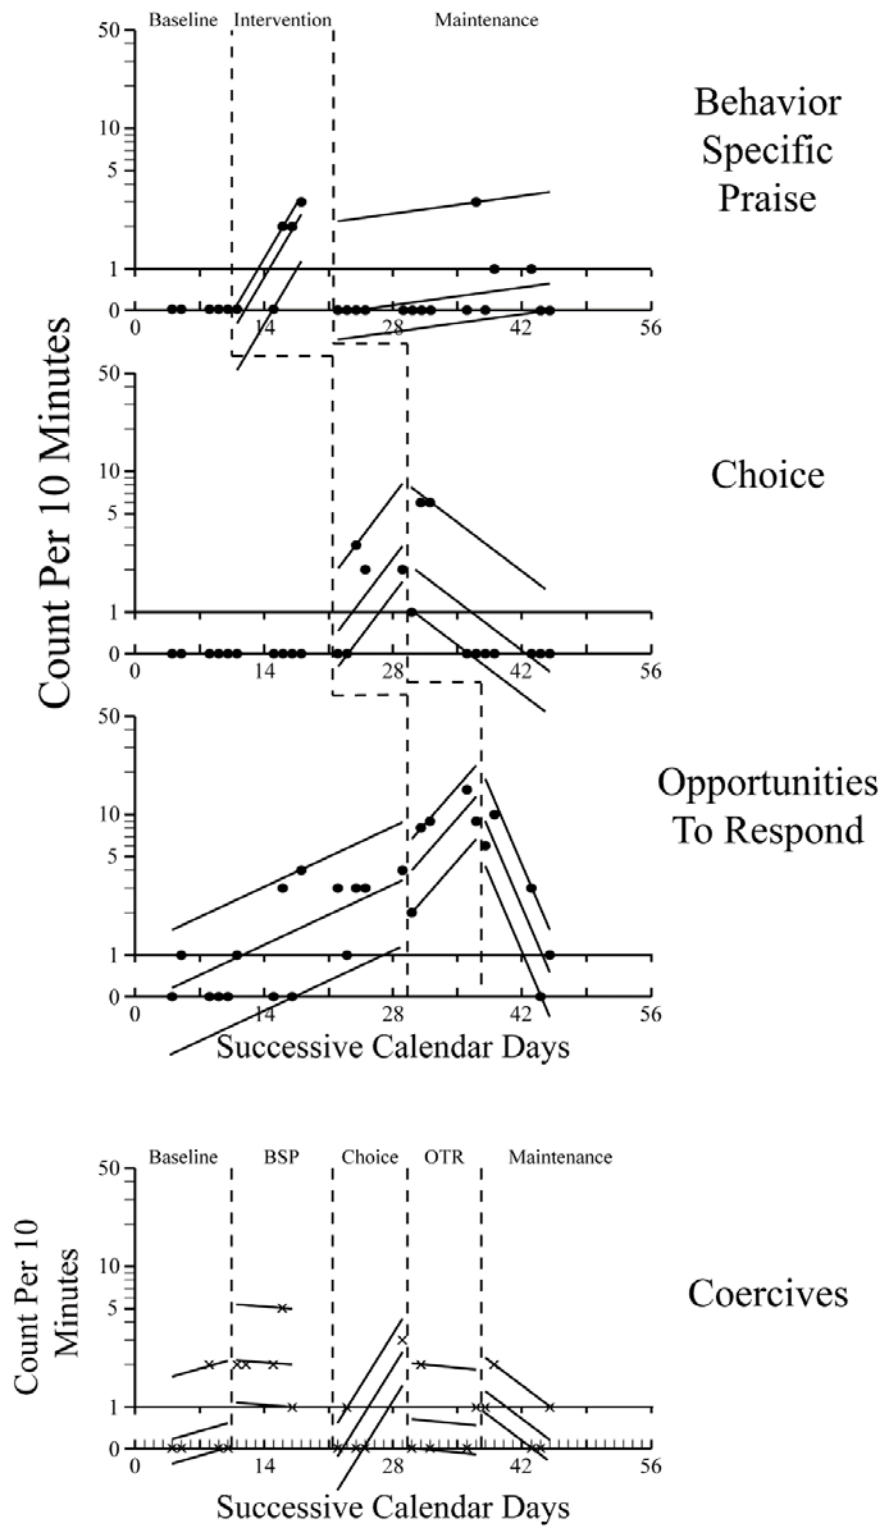 Baseline Intervention Maintenance
50
10
5
1
0
0 14 28 42 56
Behavior
Specific
Praise
Count Per 10 Minutes
50
10
5
1
0
0 14 28 42 56
Choice
50
10
5
1
0
0 14 28 42 56
Opportunities
To Respond
Successive Calendar Days
Baseline BSP Choice OTR Maintenance
Count Per 10
Minutes
50
10
5
1
0
0 14 28 42 56
Coercives
Successive Calendar Days